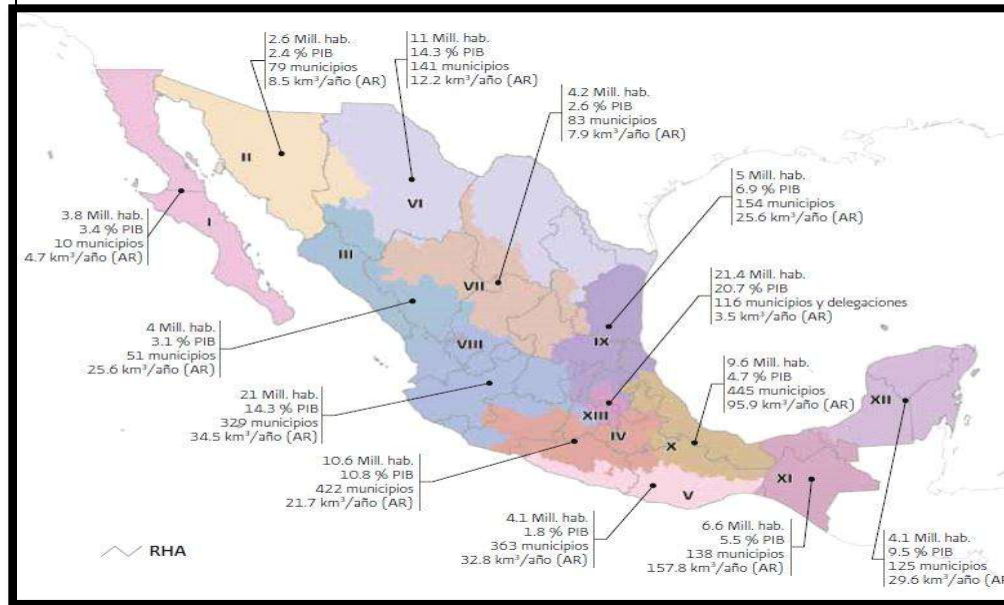 2.6 Mill. hab.
2.4 % PIB
79 municipios
8.5 km³/año (AR)
11 Mill. hab.
14.3 % PIB
141 municipios
12.2 km³/año (AR)
4.2 Mill. hab.
2.6 % PIB
83 municipios
7.9 km³/año (AR)
5 Mill. hab.
6.9 % PIB
154 municipios
25.6 km³/año (AR)
3.8 Mill. hab.
3.4 % PIB
10 municipios
4.7 km³/año (AR)
21.4 Mill. hab.
20.7 % PIB
116 municipios y delegaciones
3.5 km³/año (AR)
4 Mill. hab.
3.1 % PIB
51 municipios
25.6 km³/año (AR)
9.6 Mill. hab.
4.7 % PIB
445 municipios
95.9 km³/año (AR)
21 Mill. hab.
14.3 % PIB
329 municipios
34.5 km³/año (AR)
10.6 Mill. hab.
10.8 % PIB
422 municipios
21.7 km³/año (AR)
4.1 Mill. hab.
1.8 % PIB
363 municipios
32.8 km³/año (AR)
6.6 Mill. hab.
5.5 % PIB
138 municipios
157.8 km³/año (AR)
4.1 Mill. hab.
9.5 % PIB
125 municipios
29.6 km³/año (AR
I
II
III
IV
V
VI
VII
VIII
IX
X
XI
XII
XIII
RHA